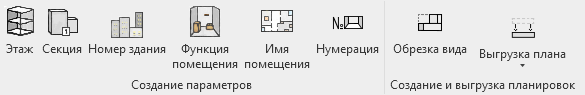 Этаж
Секция
Номер здания
Функция
помещения
Имя
помещения
Нумерация
Обрезка вида
Выгрузка плана
Создание параметров
Создание и выгрузка планировок
1
№